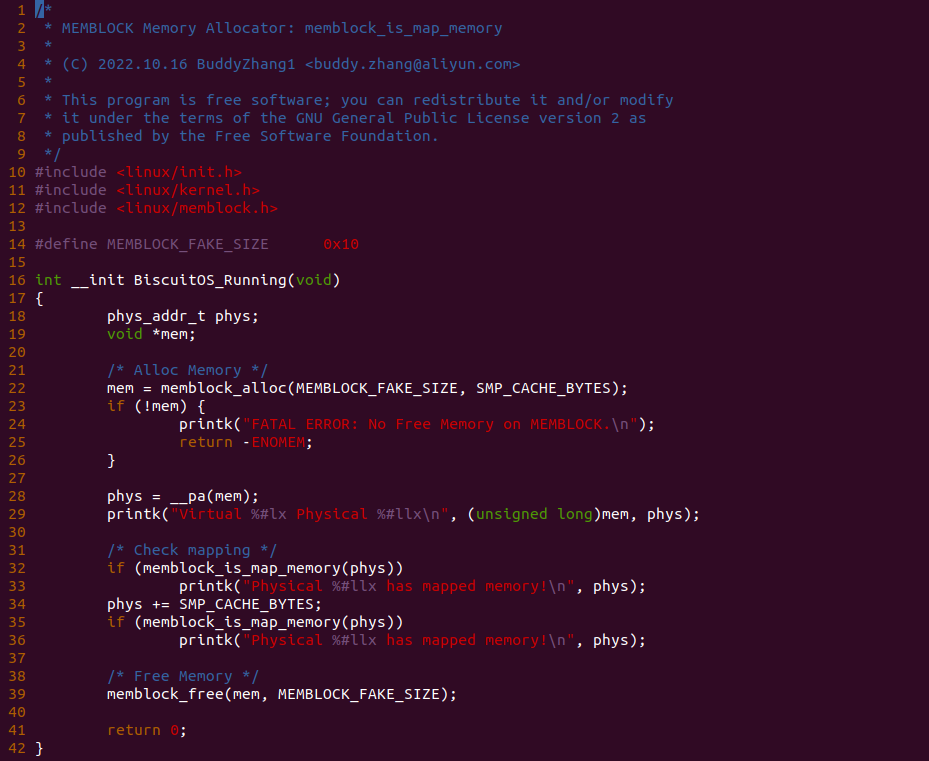 1 /*
2  * MEMBLOCK Memory Allocator: memblock_is_map_memory
3  *
4  * (C) 2022.10.16 BuddyZhang1 <buddy.zhang@aliyun.com>
5  *
6  * This program is free software; you can redistribute it and/or modify
7  * it under the terms of the GNU General Public License version 2 as
8  * published by the Free Software Foundation.
9  */
10 #include <linux/init.h>
11 #include <linux/kernel.h>
12 #include <linux/memblock.h>
13
14 #define MEMBLOCK_FAKE_SIZE      0x10
15
16 int __init BiscuitOS_Running(void)
17 {
18         phys_addr_t phys;
19         void *mem;
20
21         /* Alloc Memory */
22         mem = memblock_alloc(MEMBLOCK_FAKE_SIZE, SMP_CACHE_BYTES);
23         if (!mem) {
24                 printk("FATAL ERROR: No Free Memory on MEMBLOCK.\n");
25                 return -ENOMEM;
26         }
27
28         phys = __pa(mem);
29         printk("Virtual %#lx Physical %#llx\n", (unsigned long)mem, phys);
30
31         /* Check mapping */
32         if (memblock_is_map_memory(phys))
33                 printk("Physical %#llx has mapped memory!\n", phys);
34         phys += SMP_CACHE_BYTES;
35         if (memblock_is_map_memory(phys))
36                 printk("Physical %#llx has mapped memory!\n", phys);
37
38         /* Free Memory */
39         memblock_free(mem, MEMBLOCK_FAKE_SIZE);
40
41         return 0;
42 }